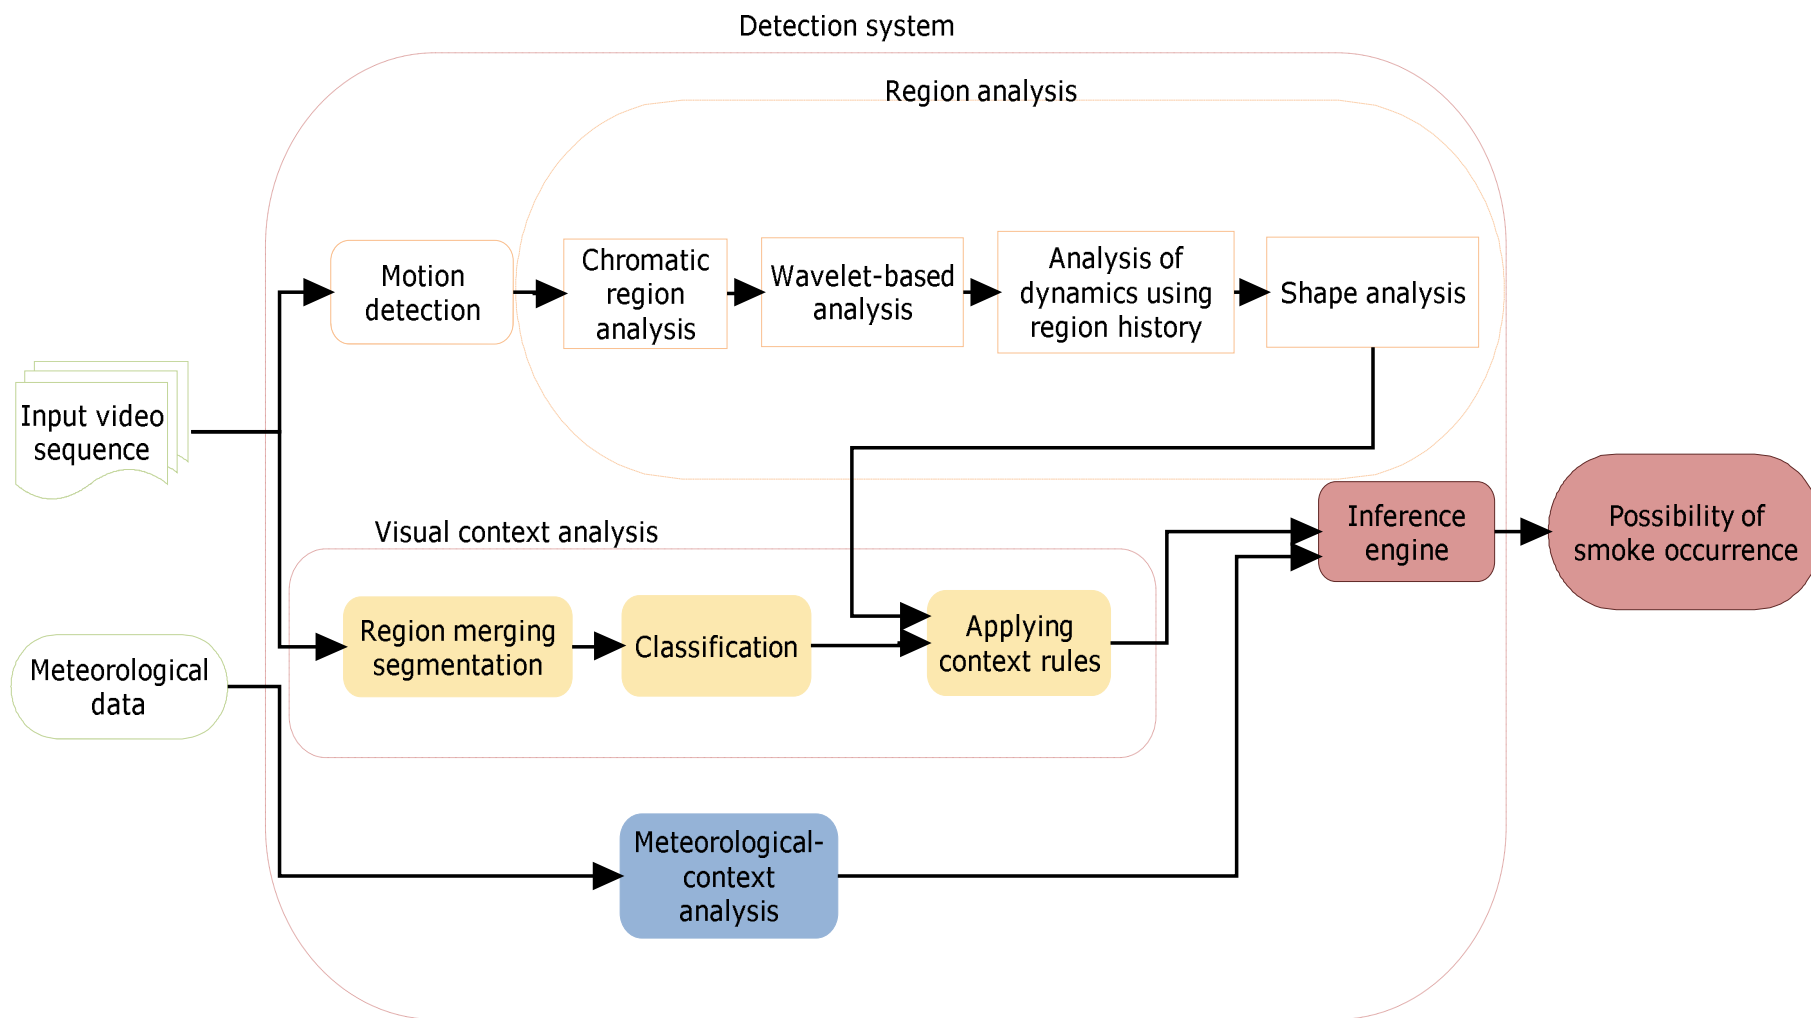 Detection system
Region analysis
Motion
detection
Chromatic
region
analysis
Wavelet-based
analysis
Analysis of
dynamics using
region history
Shape analysis
Input video
sequence
Visual context analysis
Inference
engine
Possibility of
smoke occurrence
Region merging
segmentation
Classification
Applying
context rules
Meteorological
data
Meteorological-
context
analysis